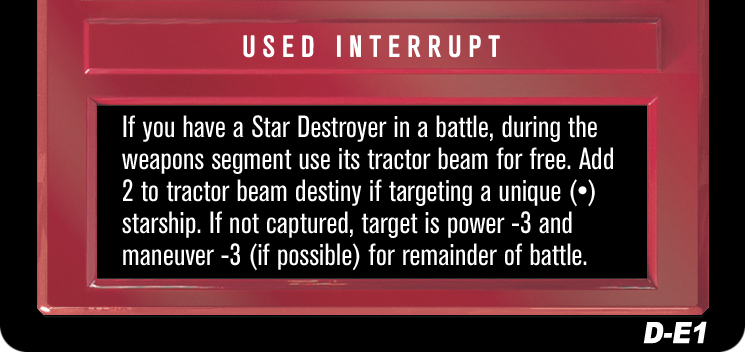 USED INTERRUPT
If you have a Star Destroyer in a battle, during the
weapons segment use its tractor beam for free. Add
2 to tractor beam destiny if targeting a unique (•)
starship. If not captured, target is power -3 and
maneuver -3 (if possible) for remainder of battle.
D-E1